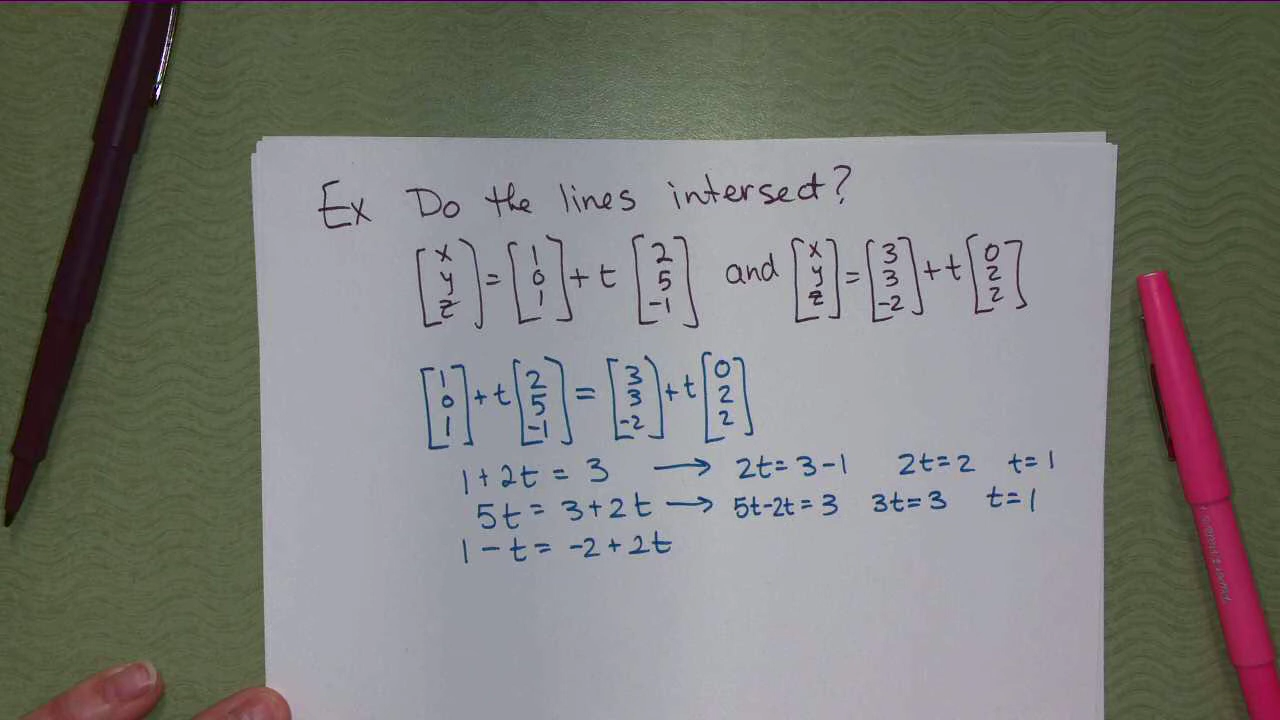 Ex Do the lines intersect?
[x y z] = [1 0 1] + t [2 5 -1] and [x y z] = [3 3 -2] + t [0 2 2]
[1 0 1] + t [2 5 -1] = [3 3 -2] + t [0 2 2]
1 + 2t = 3 → 2t = 3 - 1 2t = 2 t = 1
5t = 3 + 2t → 5t - 2t = 3 3t = 3 t = 1
1 - t = -2 + 2t